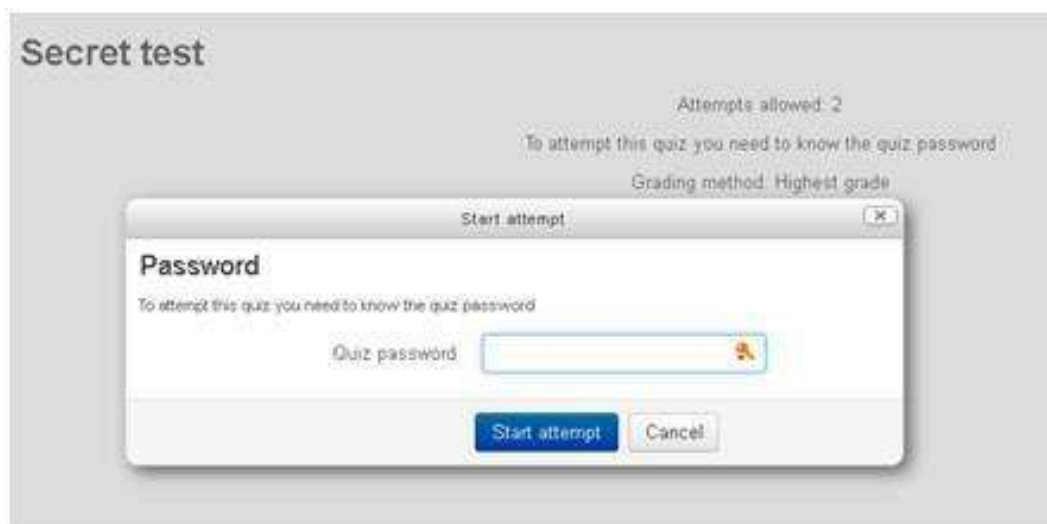 Secret test
Attempts allowed: 2
To attempt this quiz you need to know the quiz password
Grading method: Highest grade
Start attempt
Password
To attempt this quiz you need to know the quiz password
Quiz password
Start attempt Cancel